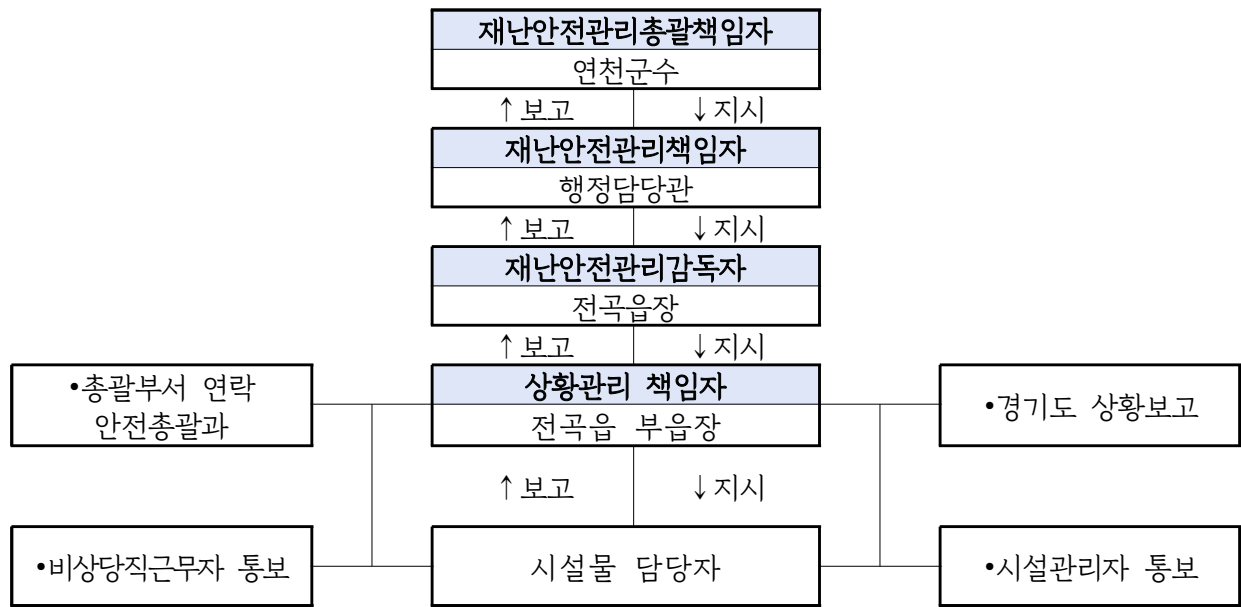 재난안전관리총괄책임자
연천군수
↑보고 ↓지시
재난안전관리책임자
행정담당관
↑보고 ↓지시
재난안전관리감독자
전곡읍장
↑보고 ↓지시
•총괄부서 연락
안전총괄과
상황관리 책임자
전곡읍 부읍장
•경기도 상황보고
↑보고 ↓지시
•비상당직근무자 통보
시설물 담당자
•시설관리자 통보